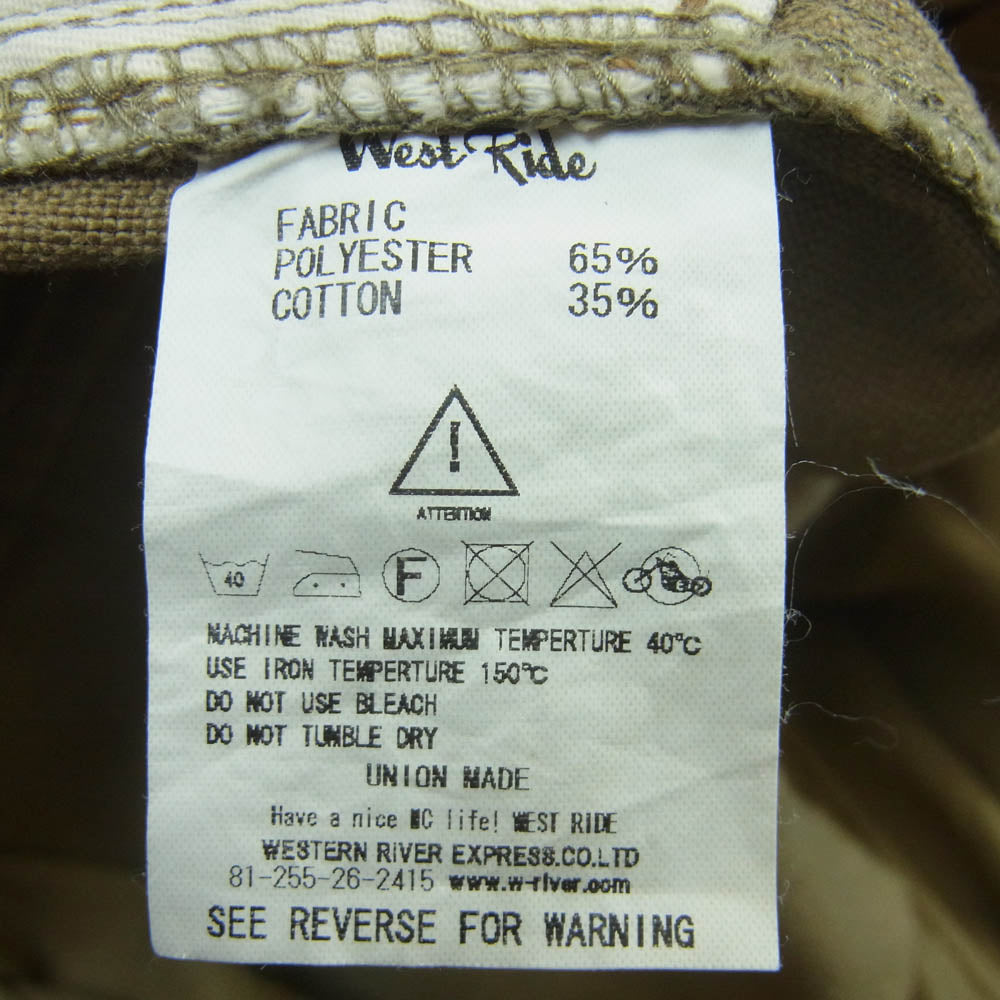 West Ride
FABRIC
POLYESTER 65%
COTTON 35%
!
ATTENTION
40 F
MACHINE WASH MAXIMUM TEMPERTURE 40℃
USE IRON TEMPERTURE 150℃
DO NOT USE BLEACH
DO NOT TUMBLE DRY
UNION MADE
Have a nice MC life! WEST RIDE
WESTERN RIVER EXPRESS.CO.LTD
81-255-26-2415 www.w-river.com
SEE REVERSE FOR WARNING